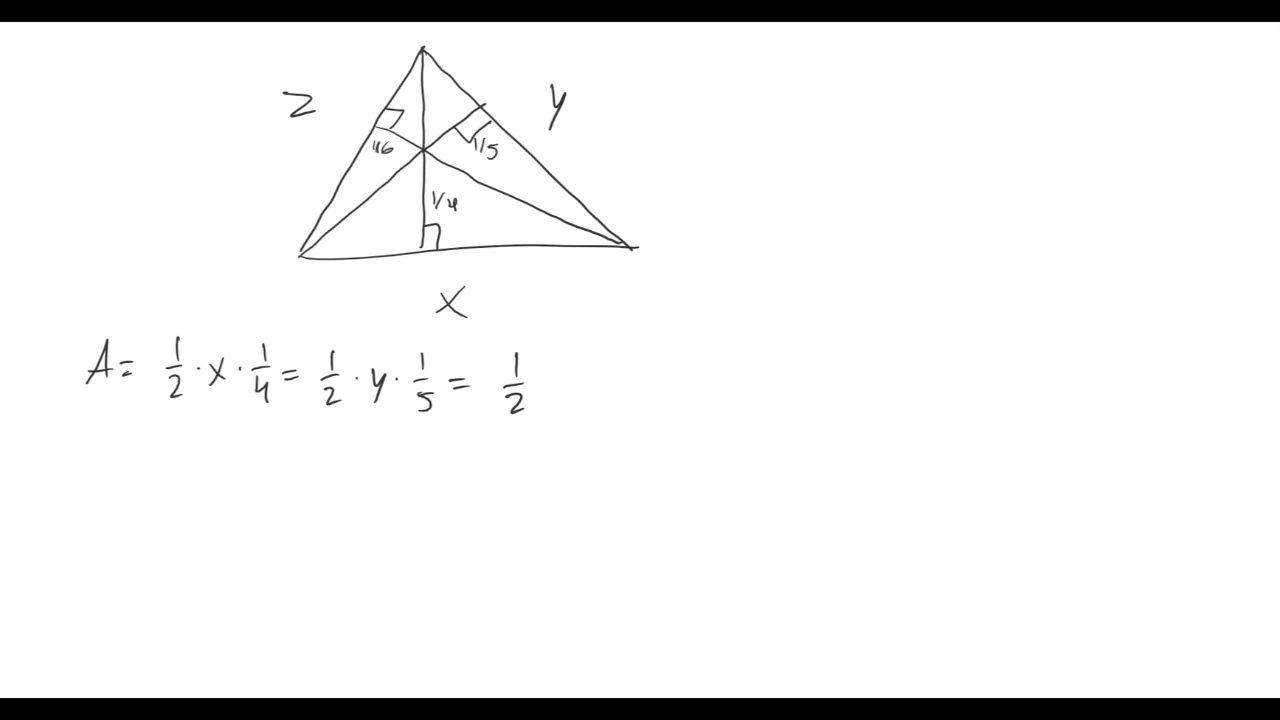 z y
1/6 1/5
1/4
x
A = 1/2 · x · 1/4 = 1/2 · y · 1/5 = 1/2